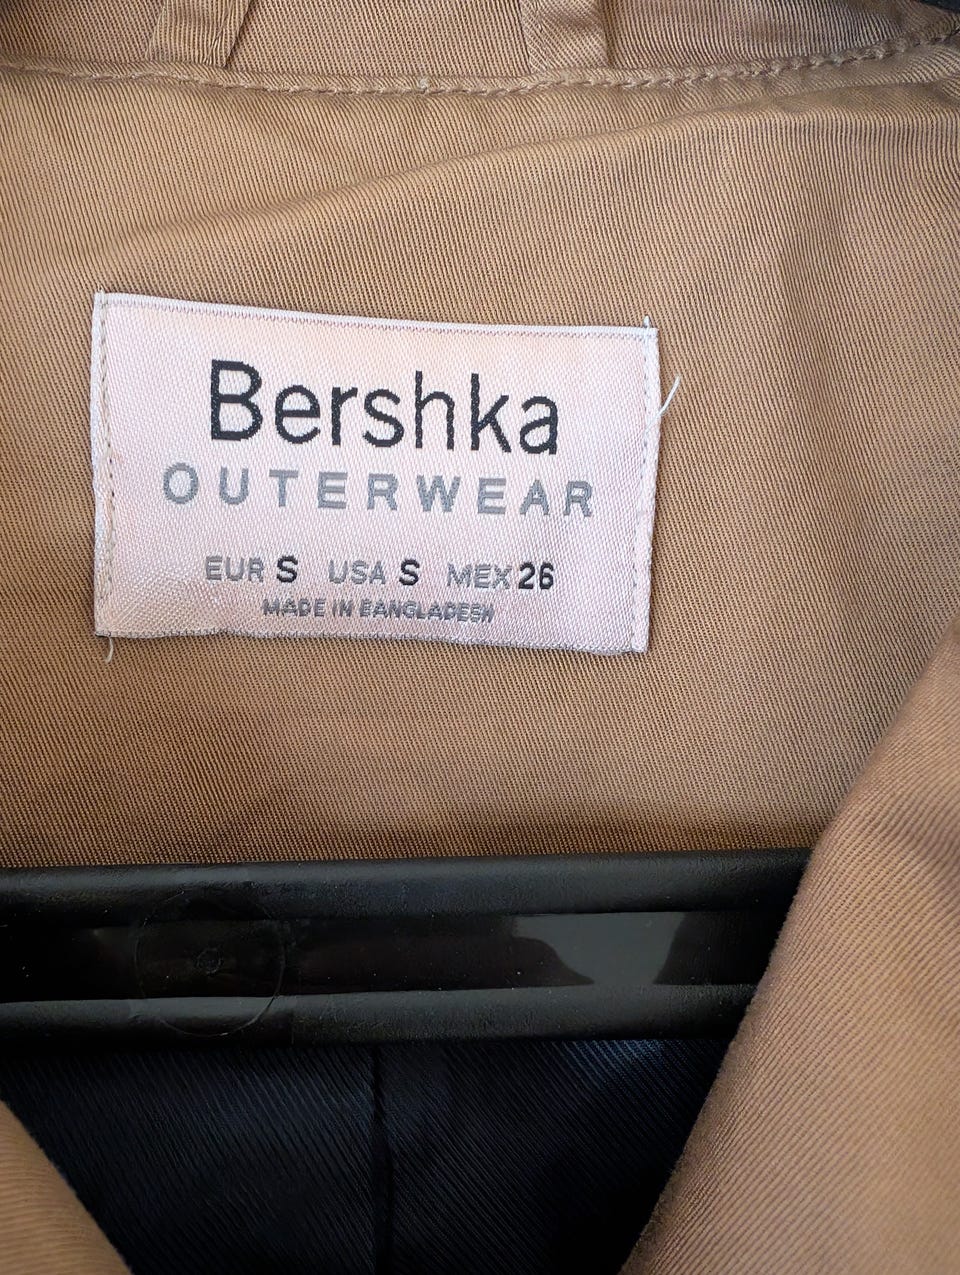 Bershka
OUTERWEAR
EUR S USA S MEX 26
MADE IN BANGLADESH